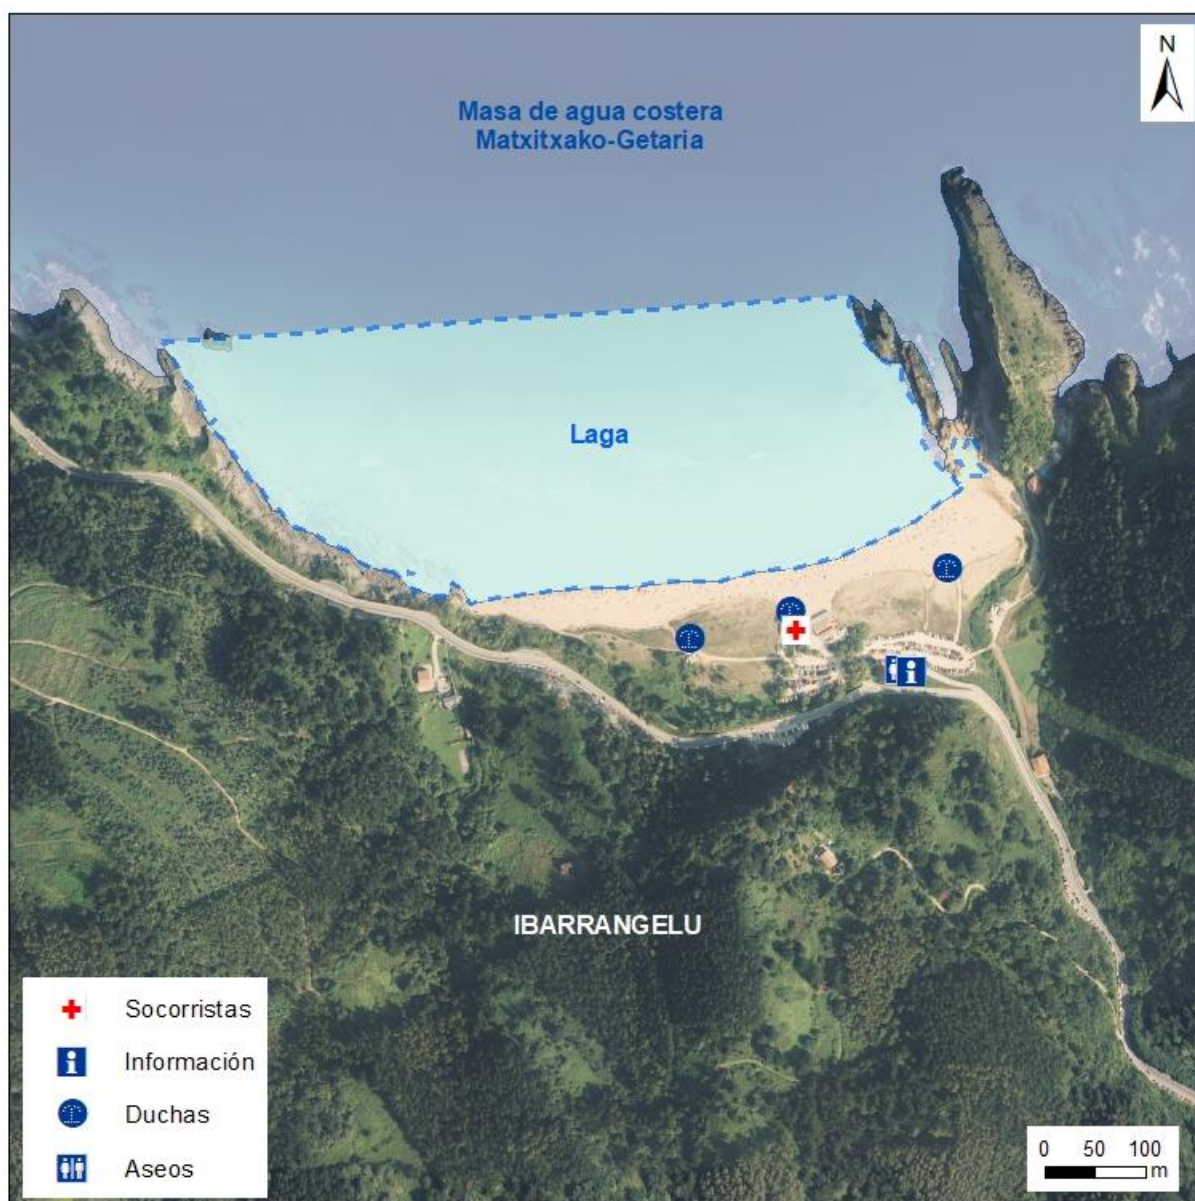 N
Masa de agua costera
Matxitxako-Getaria
Laga
IBARRANGELU
Socorristas
Información
Duchas
Aseos
0 50 100
m